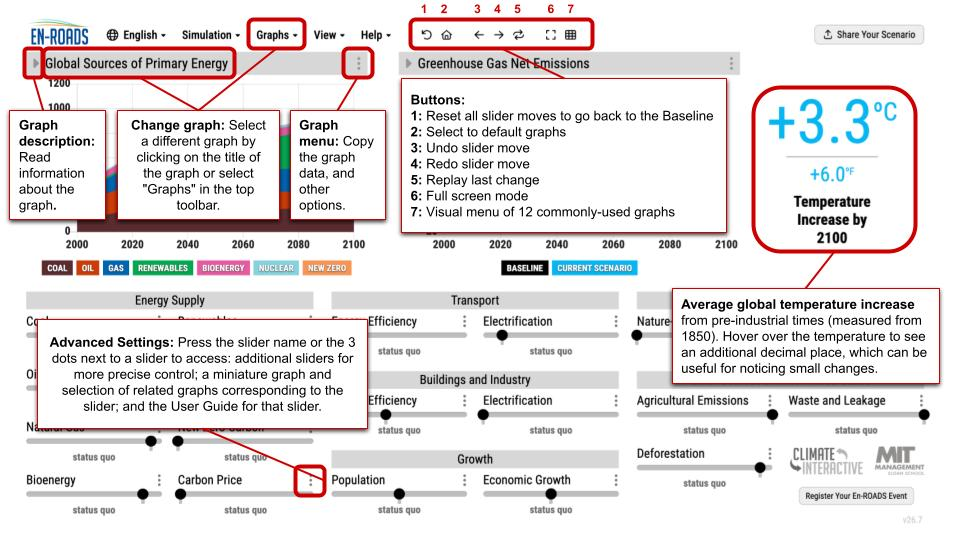 1 2 3 4 5 6 7
EN-ROADS
English
Simulation
Graphs
View
Help
Share Your Scenario
Global Sources of Primary Energy
Greenhouse Gas Net Emissions
1200
1000
Graph
description:
Read
information
about the
graph.
Change graph: Select
a different graph by
clicking on the title of
the graph or select
"Graphs" in the top
toolbar.
Graph
menu: Copy
the graph
data, and
other
options.
Buttons:
1: Reset all slider moves to go back to the Baseline
2: Select to default graphs
3: Undo slider move
4: Redo slider move
5: Replay last change
6: Full screen mode
7: Visual menu of 12 commonly-used graphs
+3.3°C
+6.0°F
Temperature
Increase by
2100
0
2000 2020 2040 2060 2080 2100
2000 2020 2040 2060 2080 2100
COAL OIL GAS RENEWABLES BIOENERGY NUCLEAR NEW ZERO
BASELINE CURRENT SCENARIO
Average global temperature increase
from pre-industrial times (measured from
1850). Hover over the temperature to see
an additional decimal place, which can be
useful for noticing small changes.
Energy Supply
Transport
Efficiency
Electrification
Nature
status quo
status quo
Advanced Settings: Press the slider name or the 3
dots next to a slider to access: additional sliders for
more precise control; a miniature graph and
selection of related graphs corresponding to the
slider; and the User Guide for that slider.
Buildings and Industry
Efficiency
Electrification
Agricultural Emissions
Waste and Leakage
status quo
status quo
status quo
status quo
status quo
status quo
Growth
Deforestation
status quo
Bioenergy
Carbon Price
Population
Economic Growth
status quo
status quo
status quo
status quo
CLIMATE
INTERACTIVE
MIT
MANAGEMENT
SLOAN SCHOOL
Register Your En-ROADS Event
v26.7